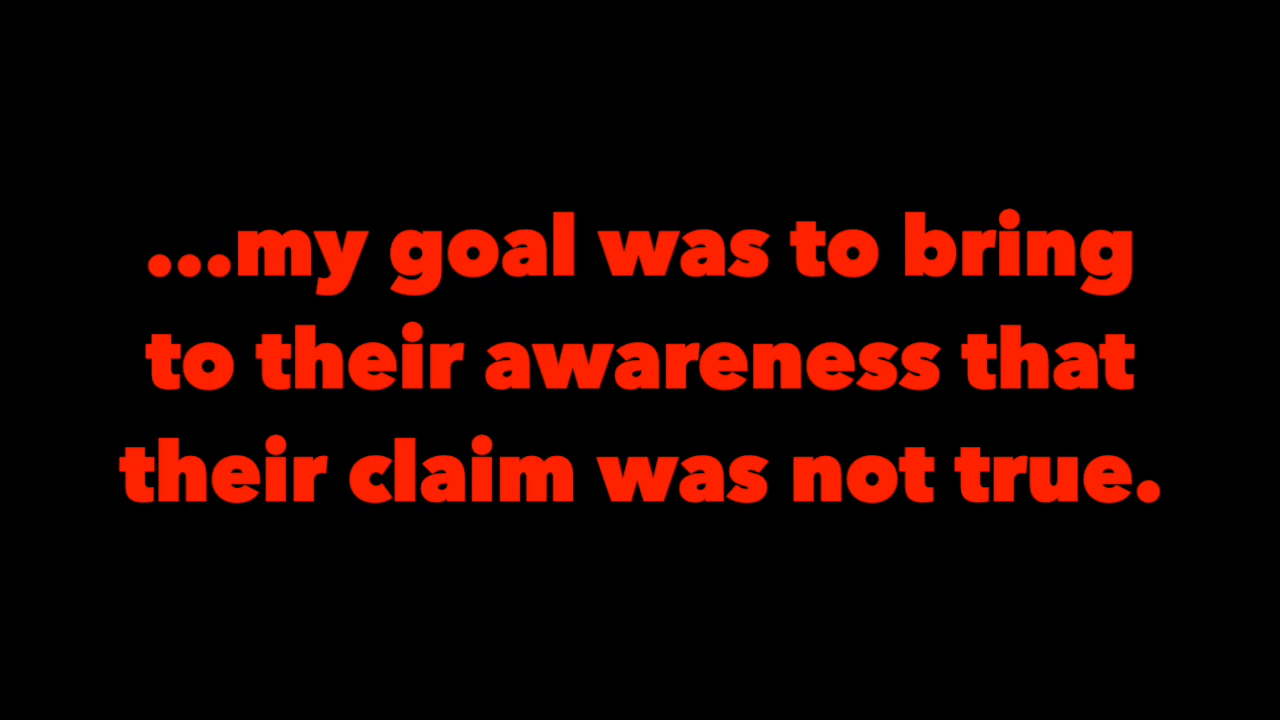 ...my goal was to bring
to their awareness that
their claim was not true.